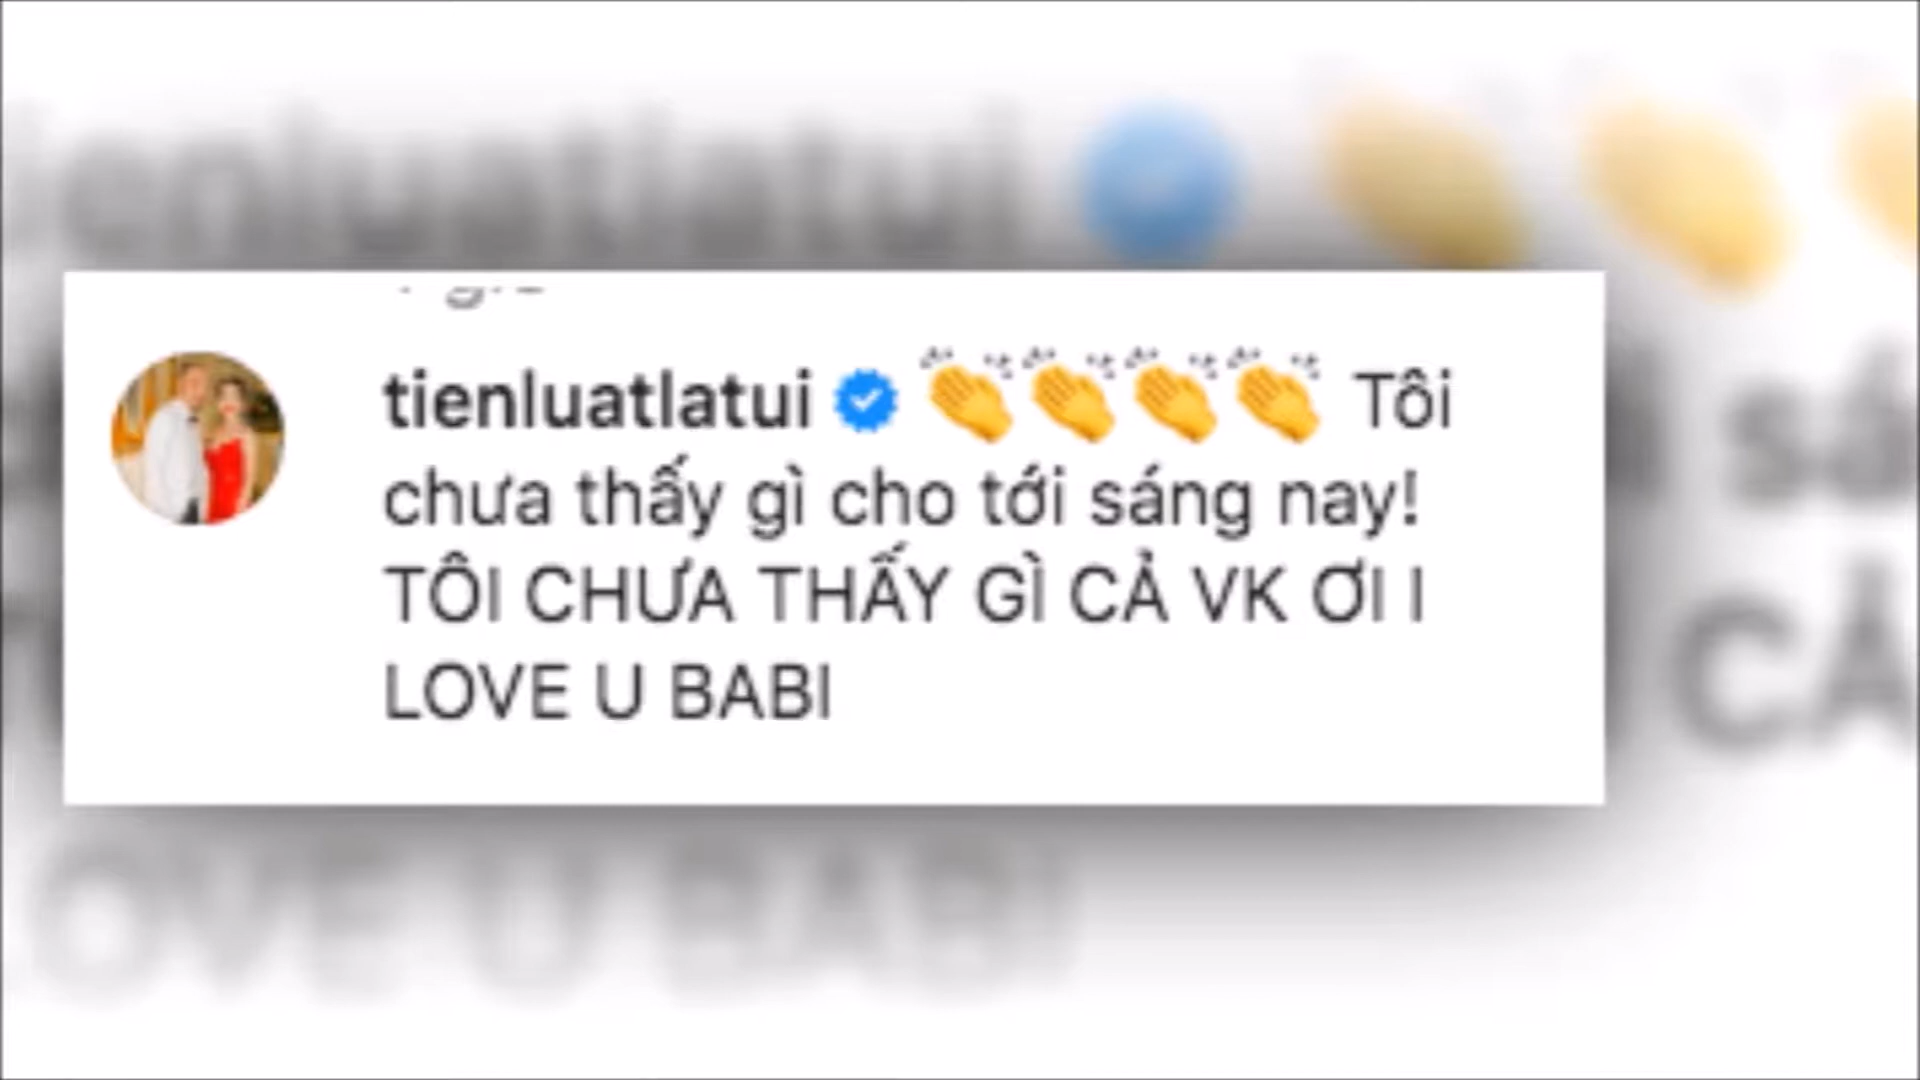 tienluatlatui 👏👏👏👏 Tôi
chưa thấy gì cho tới sáng nay!
TÔI CHƯA THẤY GÌ CẢ VK ƠI I
LOVE U BABI